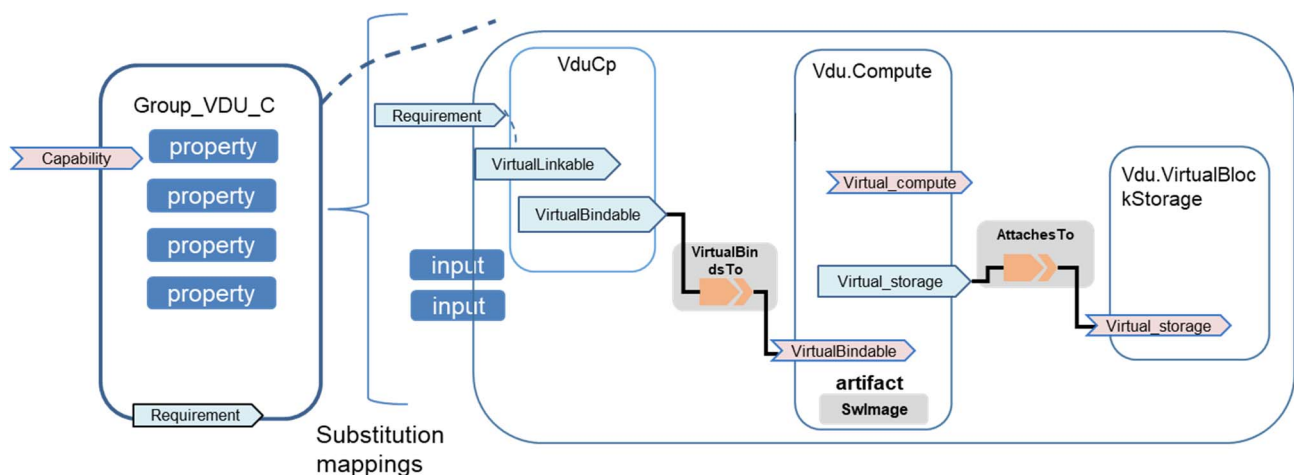 Group_VDU_C
Capability
property
property
property
property
Requirement
Substitution
mappings
VduCp
Requirement
VirtualLinkable
VirtualBindable
input
input
VirtualBin
dsTo
Vdu.Compute
Virtual_compute
Virtual_storage
VirtualBindable
artifact
SwImage
AttachesTo
Vdu.VirtualBloc
kStorage
Virtual_storage